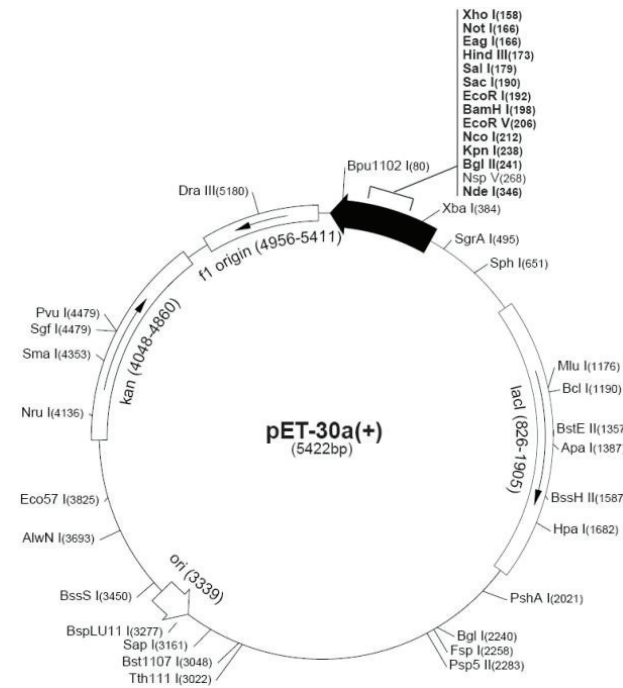 Xho I(158)
Not I(166)
Eag I(166)
Hind III(173)
Sal I(179)
Sac I(190)
EcoR I(192)
BamH I(198)
EcoR V(206)
Nco I(212)
Kpn I(238)
Bgl II(241)
Nsp V(268)
Nde I(346)
Bpu1102 I(80)
Xba I(384)
SgrA I(495)
Sph I(651)
Dra III(5180)
f1 origin (4956-5411)
Pvu I(4479)
Sgf I(4479)
Sma I(4353)
kan (4048-4860)
Nru I(4136)
Mlu I(1176)
Bcl I(1190)
BstE II(1357
Apa I(1387)
lacI (826-1905)
BssH II(1587
Hpa I(1682)
pET-30a(+)
(5422bp)
Eco57 I(3825)
AlwN I(3693)
ori (3339)
BssS I(3450)
PshA I(2021)
BspLU11 I(3277)
Sap I(3161)
Bst1107 I(3048)
Tth111 I(3022)
Bgl I(2240)
Fsp I(2258)
Psp5 II(2283)